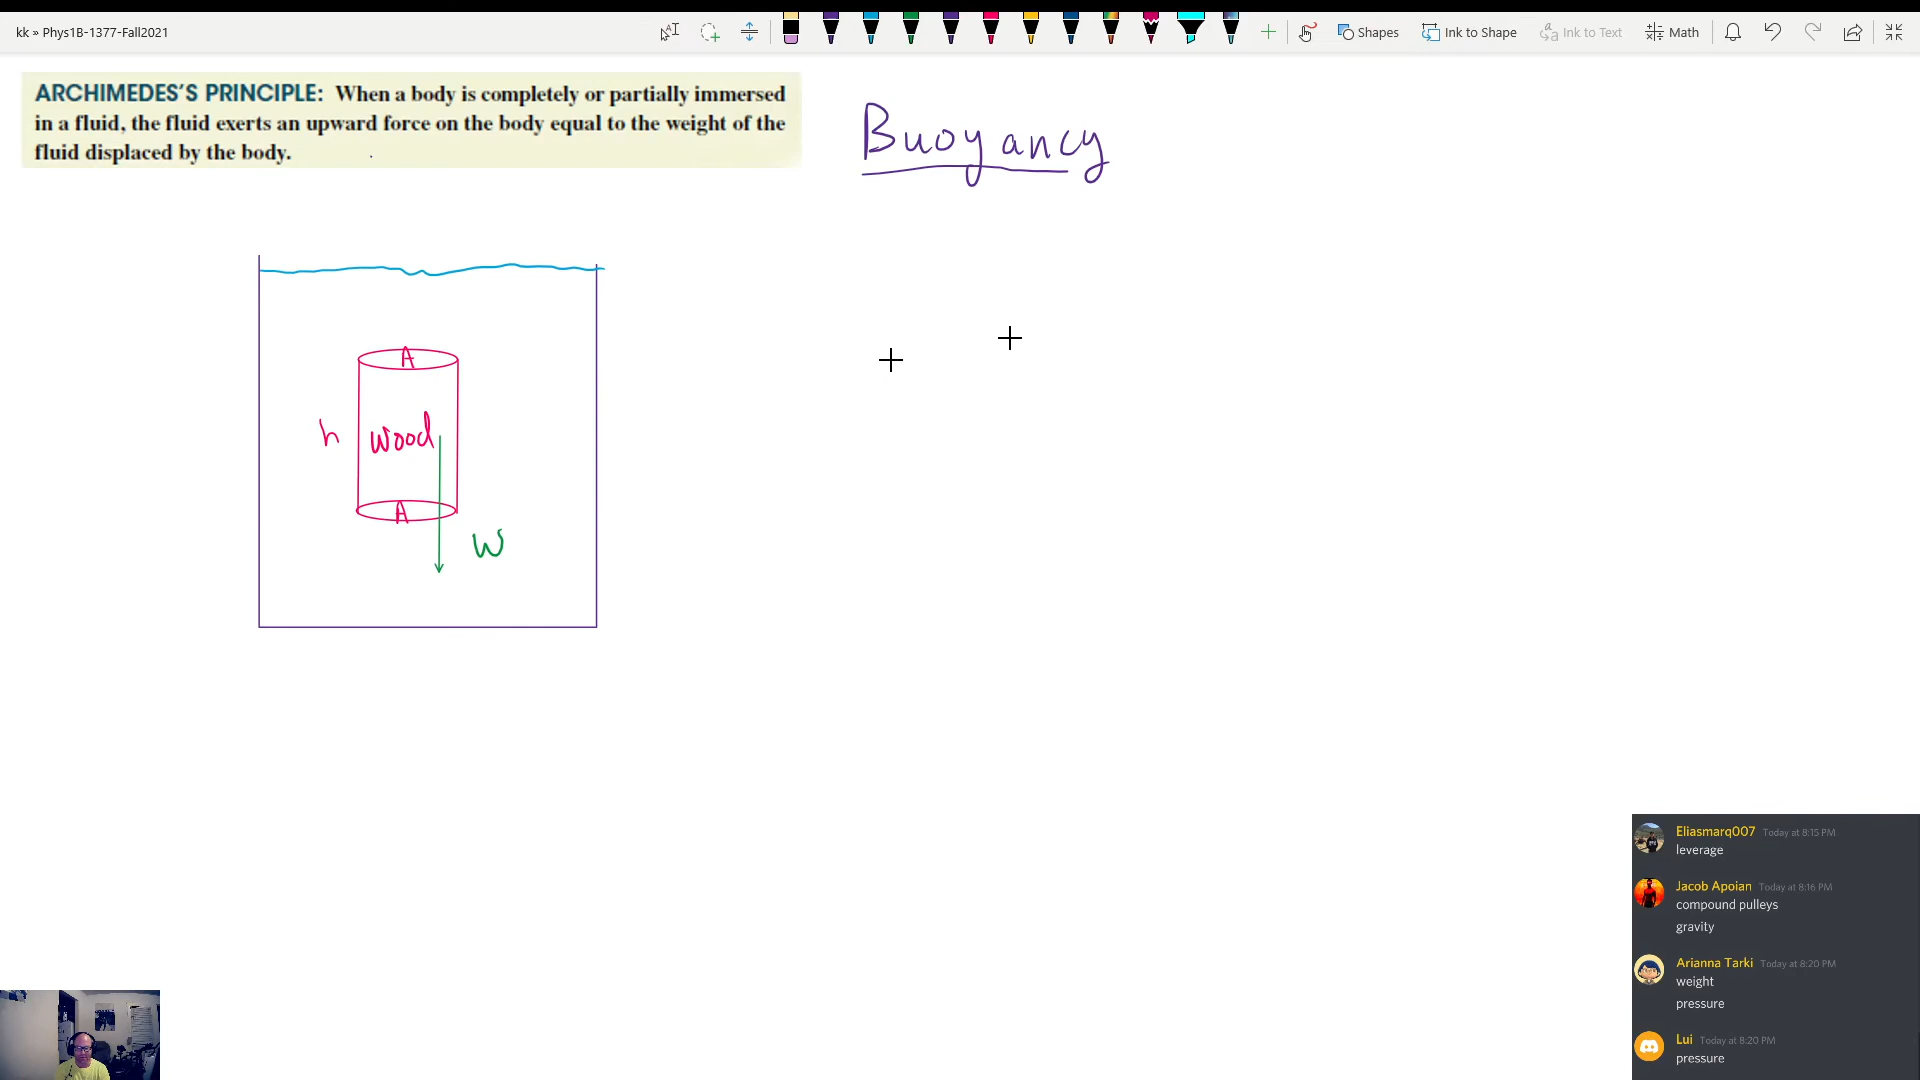 kk » Phys1B-1377-Fall2021
Shapes
Ink to Shape
Ink to Text
Math
ARCHIMEDES'S PRINCIPLE: When a body is completely or partially immersed
in a fluid, the fluid exerts an upward force on the body equal to the weight of the
fluid displaced by the body.
Buoyancy
A
h
wood
A
W
Eliasmarq007 Today at 8:15 PM
leverage
Jacob Apoian Today at 8:16 PM
compound pulleys
gravity
Arianna Tarki Today at 8:20 PM
weight
pressure
Lui Today at 8:20 PM
pressure